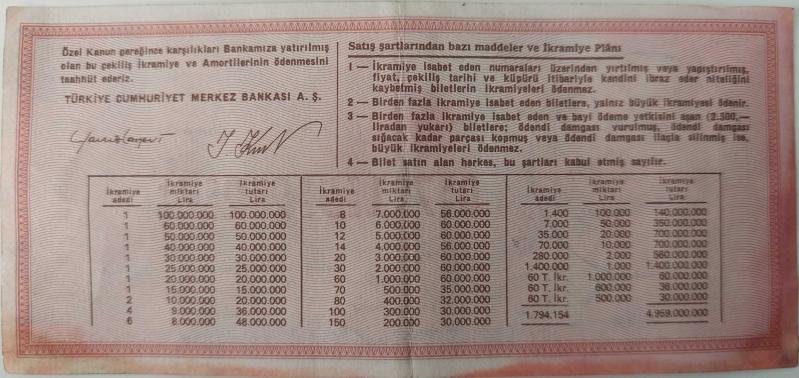 Özel Kanun gereğince karşılıkları Bankamıza yatırılmış
olan bu çekiliş İkramiye ve Amortilerinin ödenmesini
taahhüt ederiz.
TÜRKİYE CUMHURİYET MERKEZ BANKASI A. Ş.
Satış şartlarından bazı maddeler ve İkramiye Plânı
1 — İkramiye isabet eden numaraları üzerinden yırtılmış veya yapıştırılmış,
fiyat, çekiliş tarihi ve küpürü itibariyle kendini ibraz eder niteliğini
kaybetmiş biletlerin ikramiyeleri ödenmez.
2 — Birden fazla ikramiye isabet eden biletlere, yalnız büyük ikramiyesi ödenir.
3 — Birden fazla ikramiye isabet eden ve bayi ödeme yetkisini aşan (2.300,—
liradan yukarı) biletlere; ödendi damgası vurulmuş, ödendi damgası
sığacak kadar parçası kopmuş veya ödendi damgası ilaçla silinmiş ise,
büyük ikramiyeleri ödenmez.
4 — Bilet satın alan herkes, bu şartları kabul etmiş sayılır.
İkramiye adedi İkramiye miktarı Lira İkramiye tutarı Lira
1 100.000.000 100.000.000
1 60.000.000 60.000.000
1 50.000.000 50.000.000
1 40.000.000 40.000.000
1 30.000.000 30.000.000
1 25.000.000 25.000.000
1 20.000.000 20.000.000
1 15.000.000 15.000.000
2 10.000.000 20.000.000
4 9.000.000 36.000.000
6 8.000.000 48.000.000
İkramiye adedi İkramiye miktarı Lira İkramiye tutarı Lira
8 7.000.000 56.000.000
10 6.000.000 60.000.000
12 5.000.000 60.000.000
14 4.000.000 56.000.000
20 3.000.000 60.000.000
30 2.000.000 60.000.000
60 1.000.000 60.000.000
70 500.000 35.000.000
80 400.000 32.000.000
100 300.000 30.000.000
150 200.000 30.000.000
İkramiye adedi İkramiye miktarı Lira İkramiye tutarı Lira
1.400 100.000 140.000.000
7.000 50.000 350.000.000
35.000 20.000 700.000.000
70.000 10.000 700.000.000
280.000 2.000 560.000.000
1.400.000 1.000 1.400.000.000
60 T. İkr. 1.000.000 60.000.000
60 T. İkr. 600.000 36.000.000
60 T. İkr. 500.000 30.000.000
1.794.154 4.959.000.000